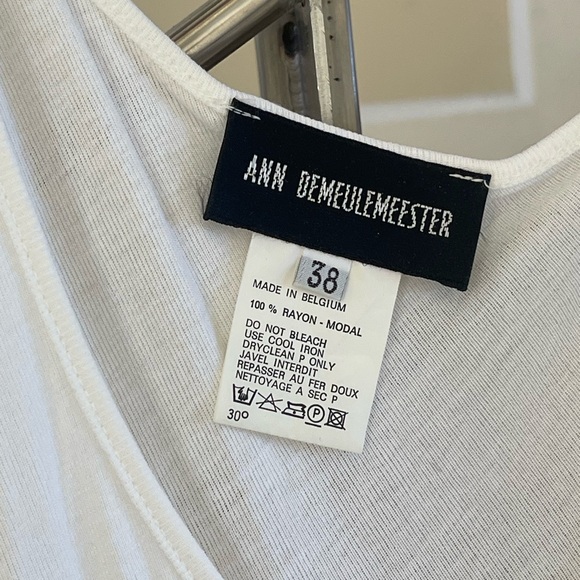 ANN DEMEULEMEESTER
38
MADE IN BELGIUM
100 % RAYON - MODAL
DO NOT BLEACH
USE COOL IRON
DRYCLEAN P ONLY
JAVEL INTERDIT
REPASSER AU FER DOUX
NETTOYAGE A SEC P
P
30º